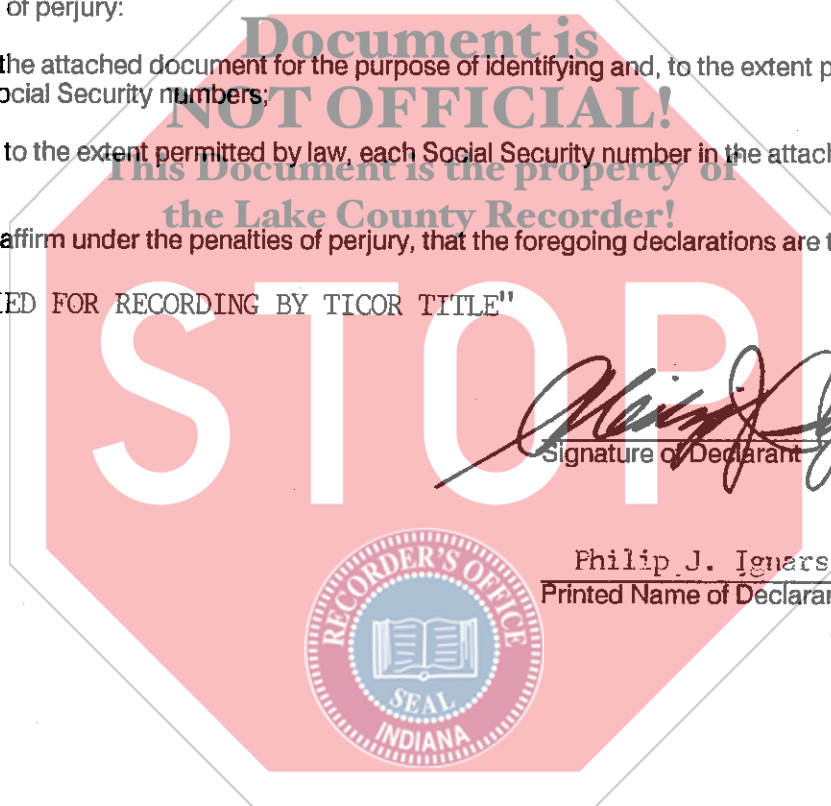 of perjury:
Document is
the attached document for the purpose of identifying and, to the extent p
ocial Security numbers;
NOT OFFICIAL!
to the extent permitted by law, each Social Security number in the attach
This Document is the property of
the Lake County Recorder!
affirm under the penalties of perjury, that the foregoing declarations are t
IED FOR RECORDING BY TICOR TITLE"
STOP
Signature of Declarant
Philip J. Ignars
Printed Name of Declaran
RECORDER'S OFFICE
SEAL
INDIANA